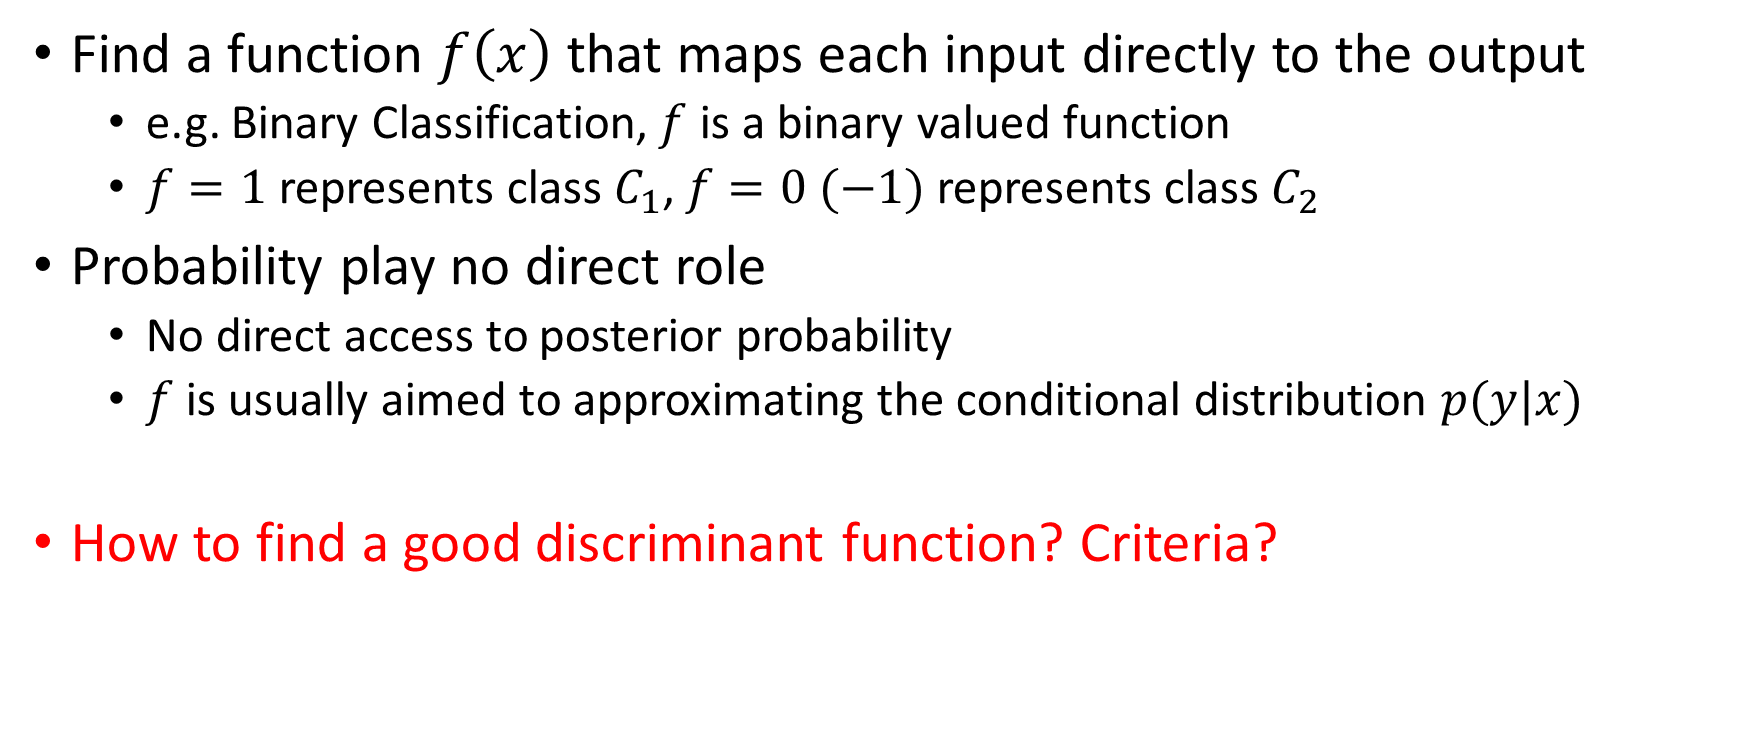 • Find a function f(x) that maps each input directly to the output
• e.g. Binary Classification, f is a binary valued function
• f = 1 represents class C₁, f = 0 (−1) represents class C₂
• Probability play no direct role
• No direct access to posterior probability
• f is usually aimed to approximating the conditional distribution p(y|x)
• How to find a good discriminant function? Criteria?